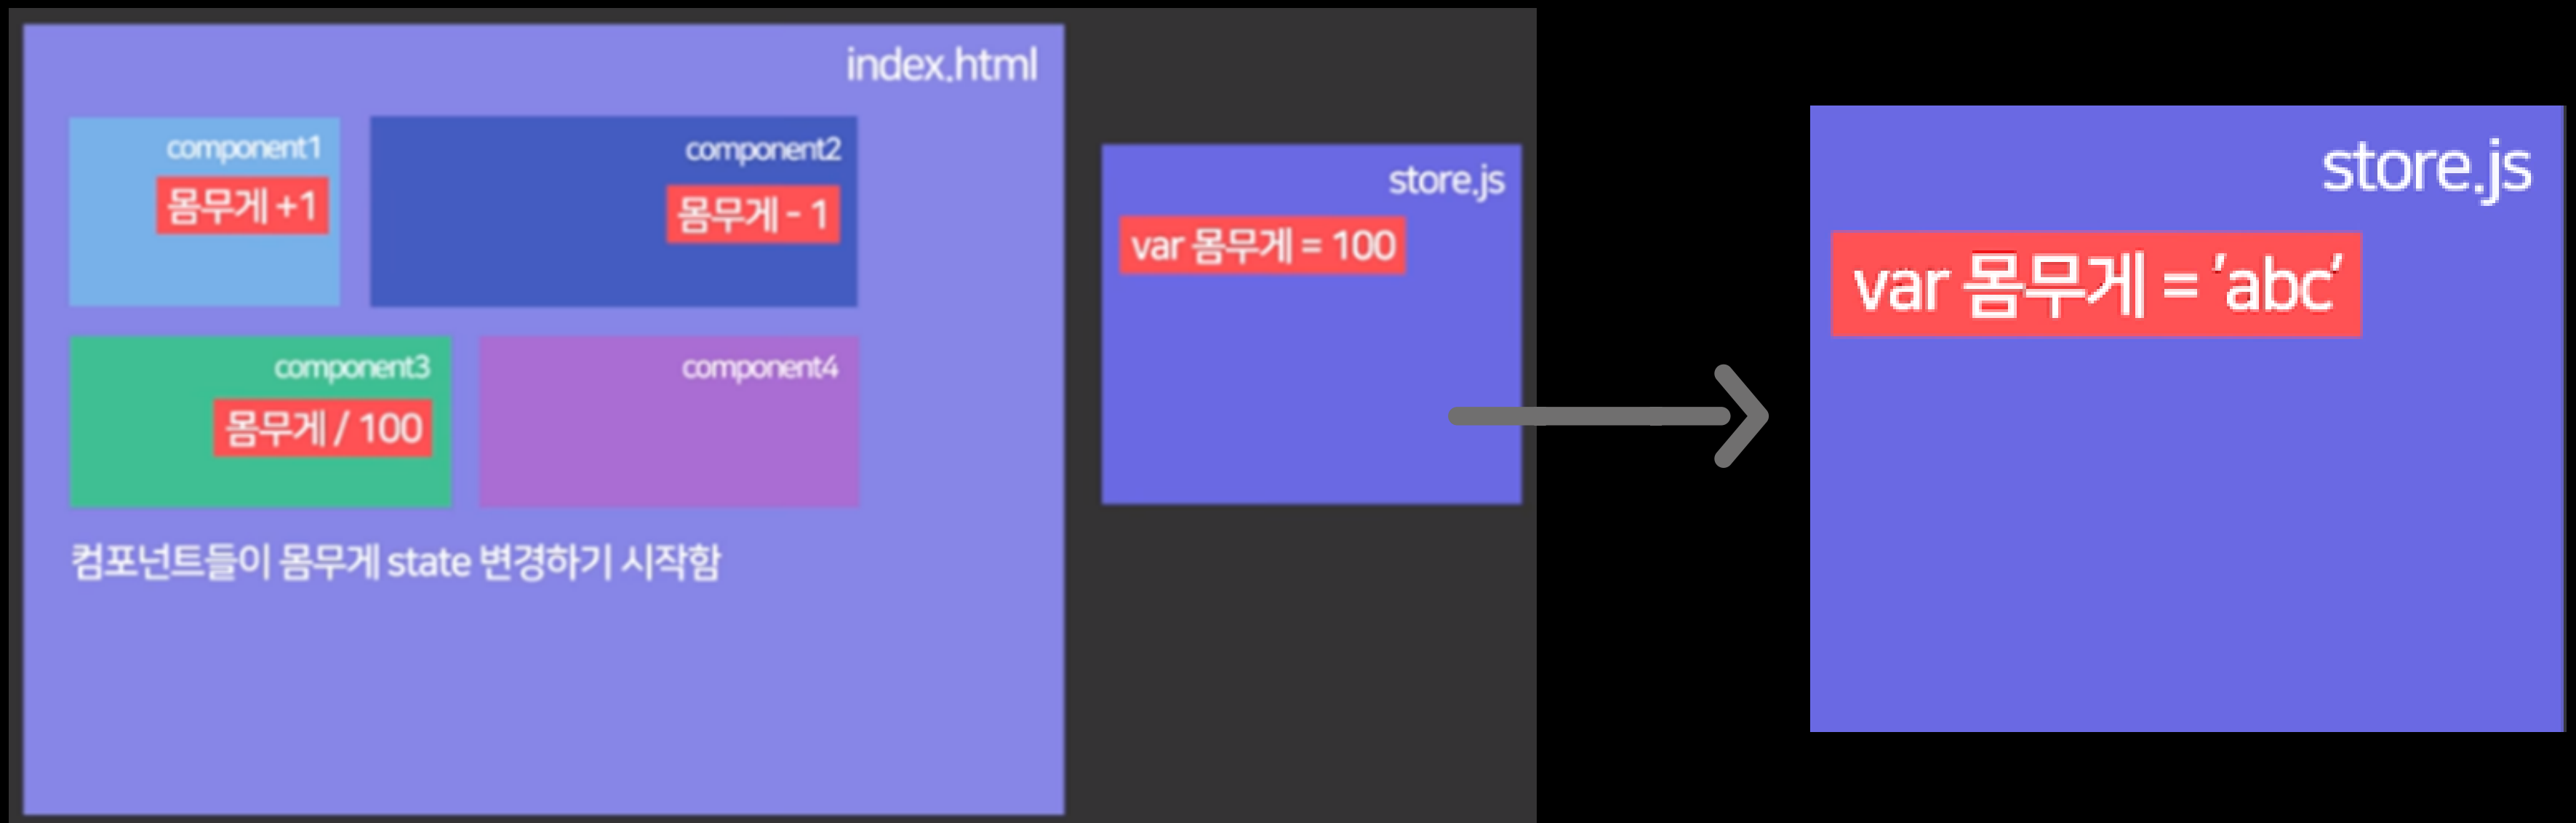 index.html
component1
몸무게 +1
component2
몸무게 - 1
component3
몸무게 / 100
component4
컴포넌트들이 몸무게 state 변경하기 시작함
store.js
var 몸무게 = 100
store.js
var 몸무게 = 'abc'